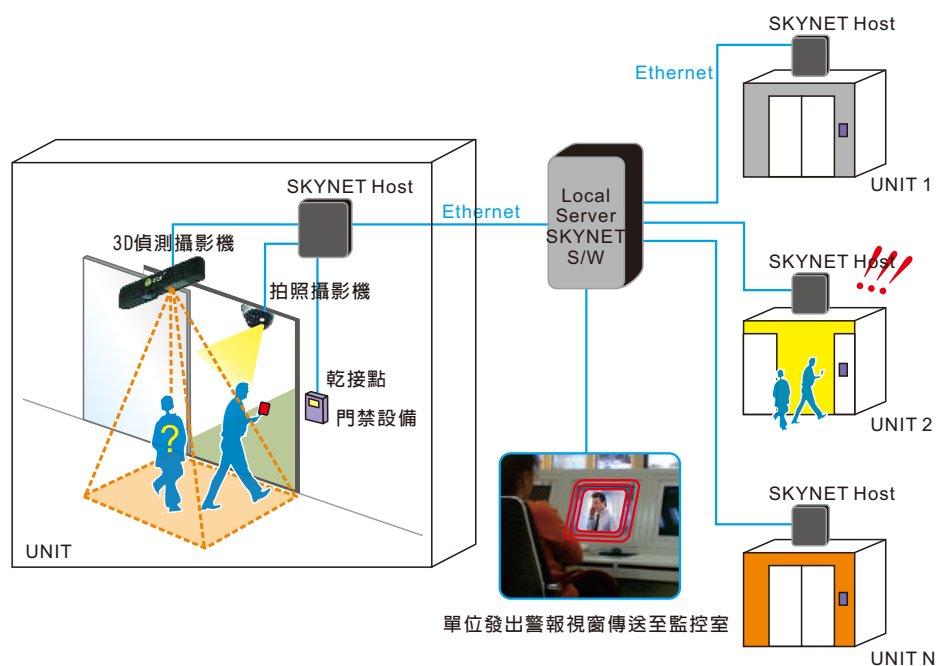 SKYNET Host
Ethernet
UNIT 1
SKYNET Host
Ethernet
Local
Server
SKYNET
S/W
3D偵測攝影機
拍照攝影機
SKYNET Host
!!!
?
乾接點
門禁設備
UNIT 2
SKYNET Host
UNIT
單位發出警報視窗傳送至監控室
UNIT N